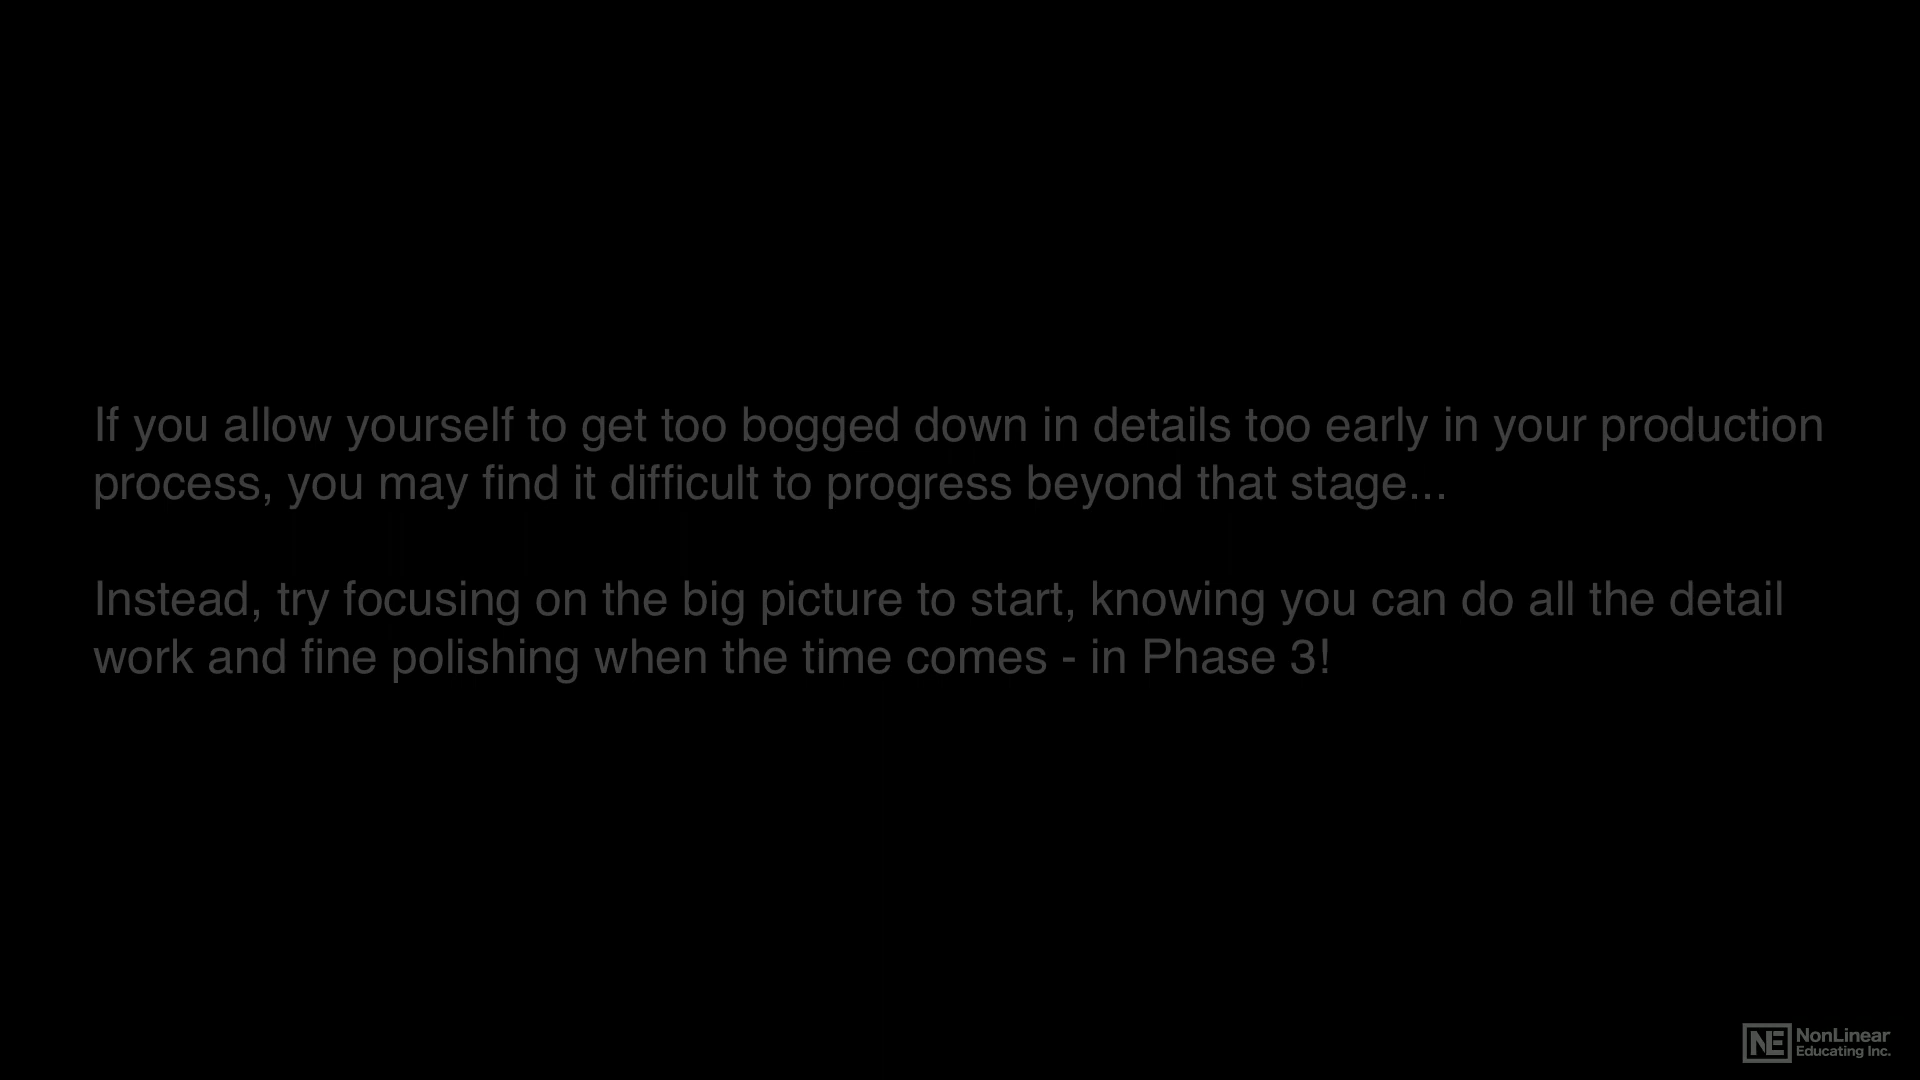 If you allow yourself to get too bogged down in details too early in your production
process, you may find it difficult to progress beyond that stage...
Instead, try focusing on the big picture to start, knowing you can do all the detail
work and fine polishing when the time comes - in Phase 3!
NE NonLinear
Educating Inc.